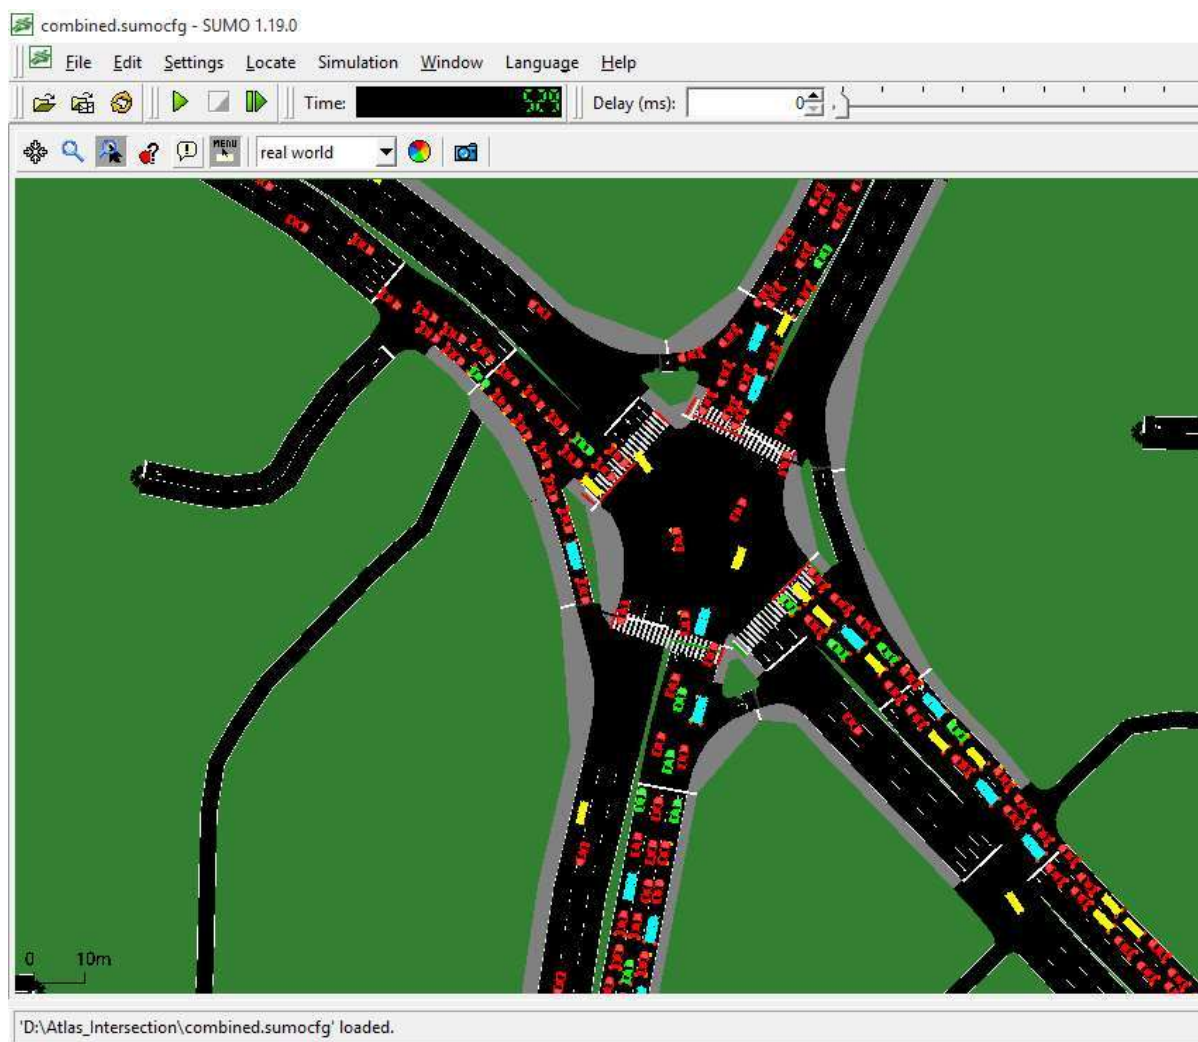 combined.sumocfg - SUMO 1.19.0
File Edit Settings Locate Simulation Window Language Help
Time: Delay (ms): 0
MENU real world
0 10m
'D:\Atlas_Intersection\combined.sumocfg' loaded.